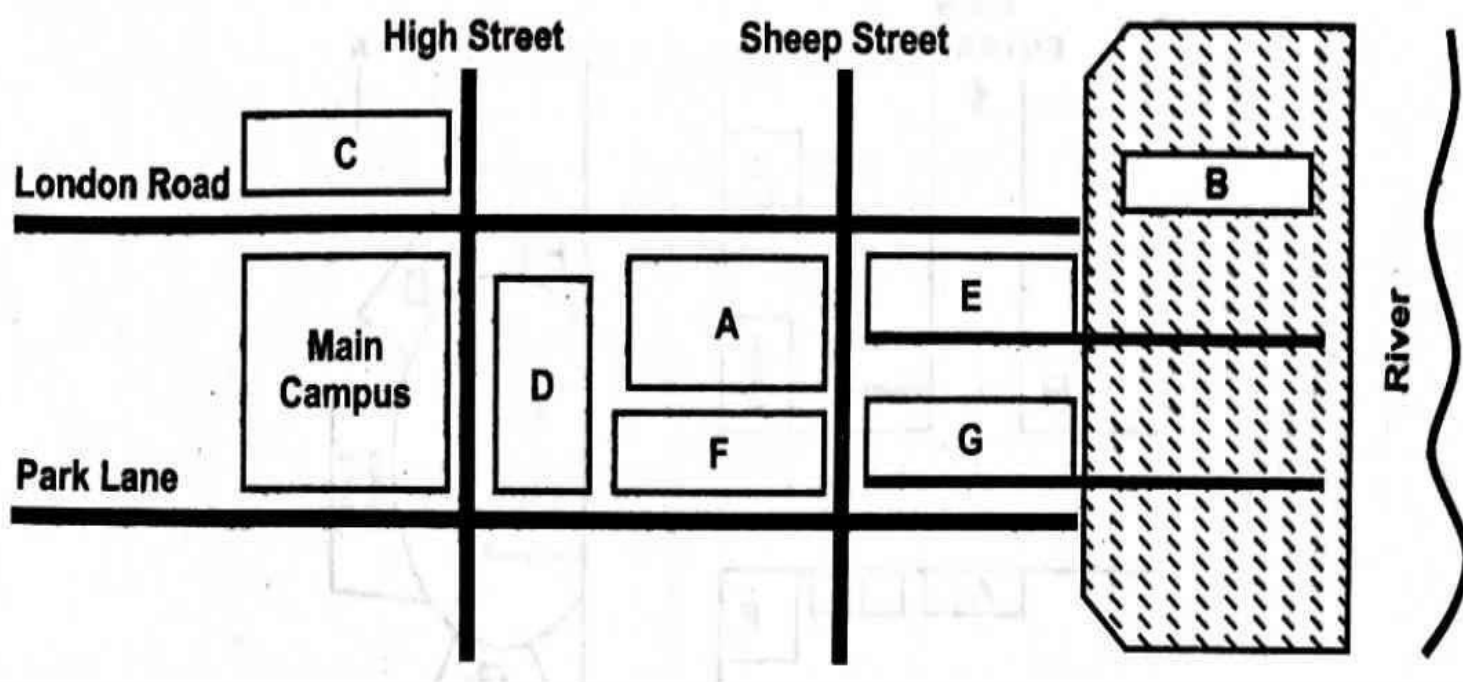 High Street
Sheep Street
C
London Road
B
E
A
Main
Campus
D
River
F
G
Park Lane